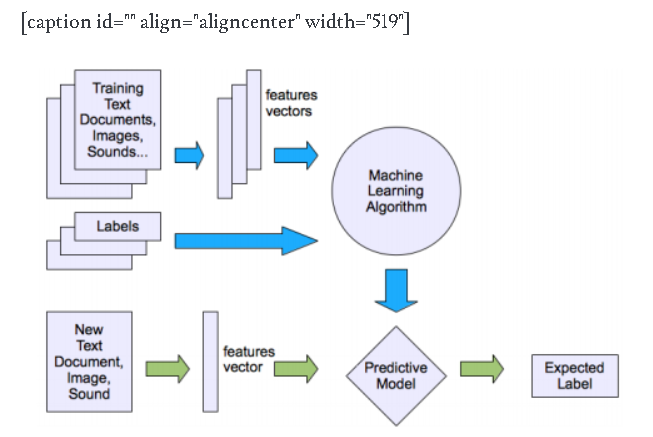 [caption id="" align="aligncenter" width="519"]
Training
Text
Documents,
Images,
Sounds...
features
vectors
Machine
Learning
Algorithm
Labels
New
Text
Document,
Image,
Sound
features
vector
Predictive
Model
Expected
Label